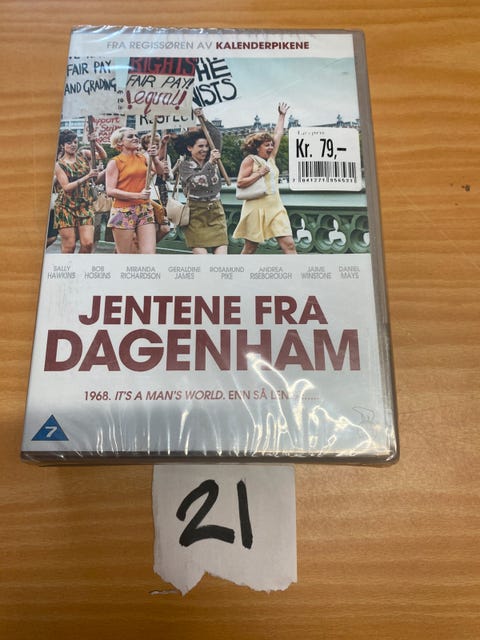 FRA REGISSØREN AV KALENDERPIKENE
FAIR PAY
AND GRADING
RIGHTS
FAIR PAY!
equal!
RESPECT
Kr. 79,–
7041271956523
SALLY HAWKINS
BOB HOSKINS
MIRANDA RICHARDSON
GERALDINE JAMES
ROSAMUND PIKE
ANDREA RISEBOROUGH
JAIME WINSTONE
DANIEL MAYS
JENTENE FRA
DAGENHAM
1968. IT'S A MAN'S WORLD. ENN SÅ
7
21